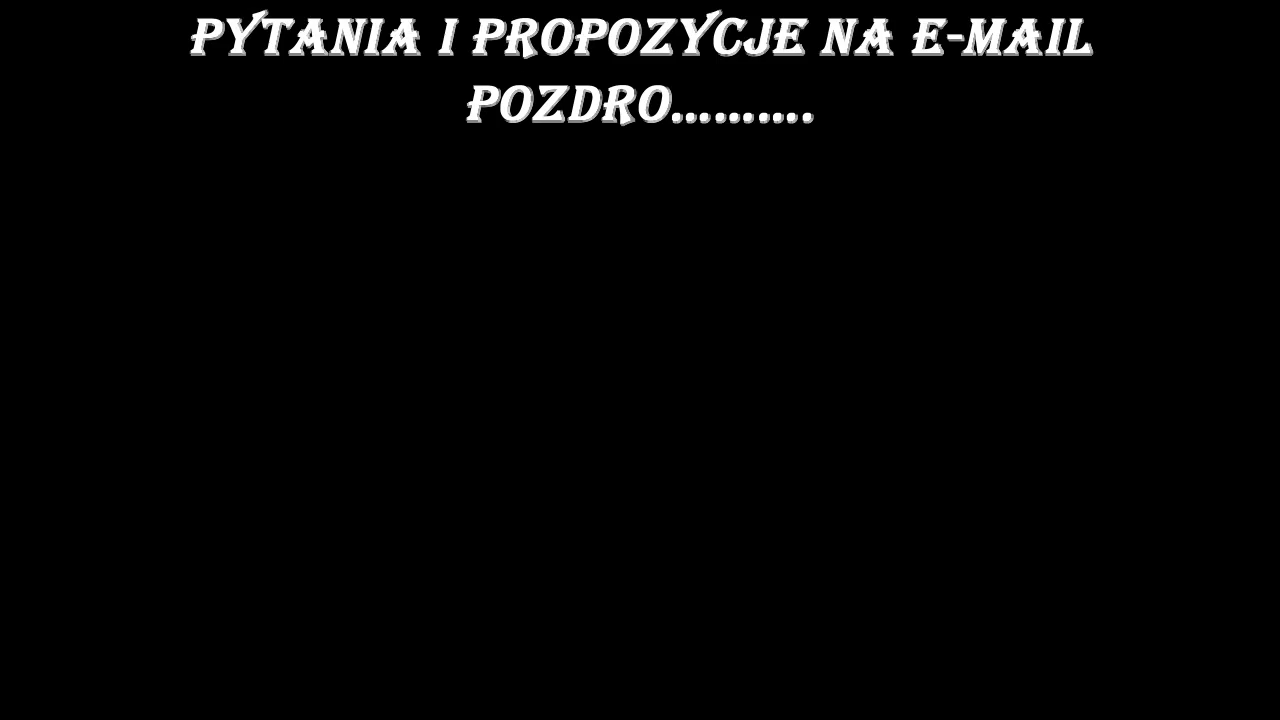 PYTANIA I PROPOZYCJE NA E-MAIL
POZDRO..........